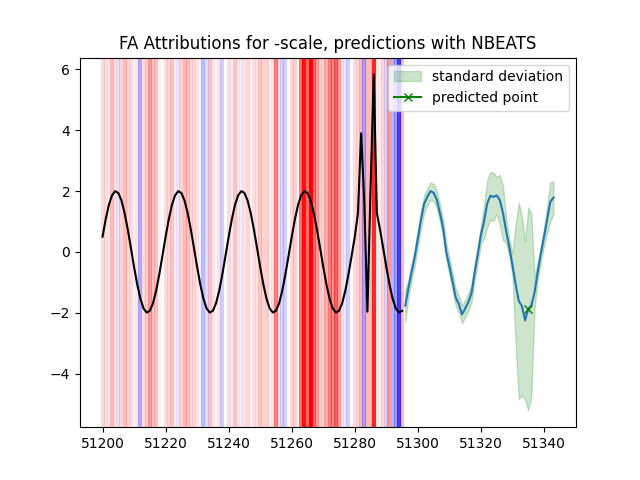 FA Attributions for -scale, predictions with NBEATS
standard deviation
predicted point
6
4
2
0
−2
−4
51200 51220 51240 51260 51280 51300 51320 51340